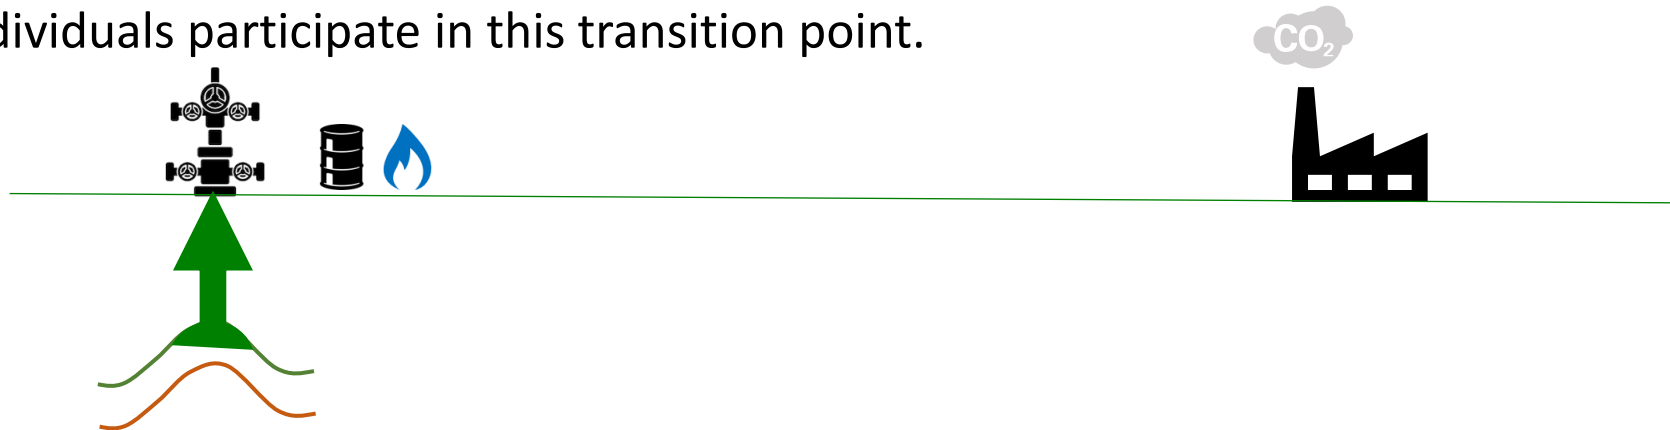 dividuals participate in this transition point.
CO₂